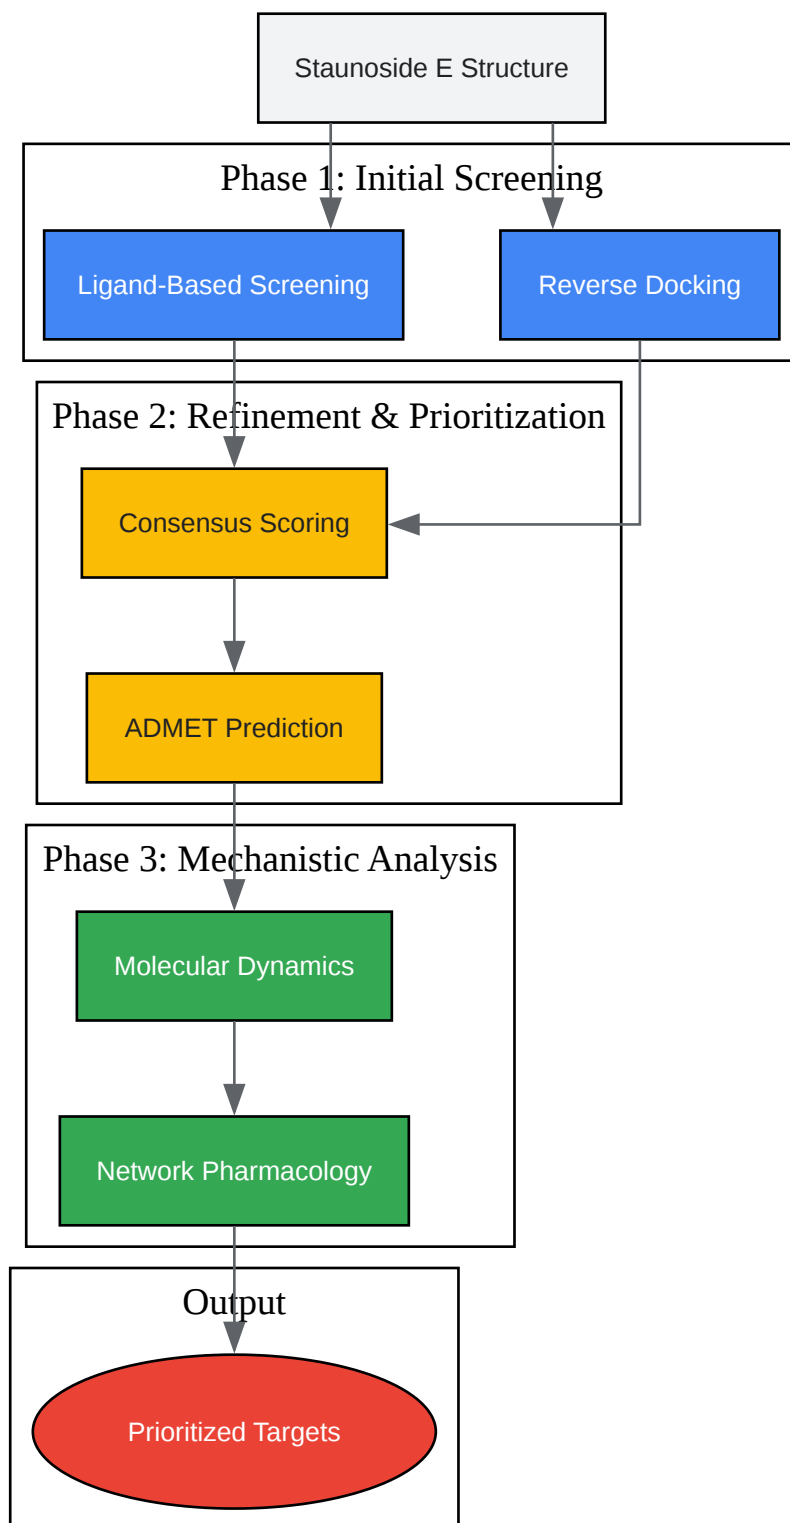 Staunoside E Structure
Phase 1: Initial Screening
Ligand-Based Screening
Reverse Docking
Phase 2: Refinement & Prioritization
Consensus Scoring
ADMET Prediction
Phase 3: Mechanistic Analysis
Molecular Dynamics
Network Pharmacology
Output
Prioritized Targets